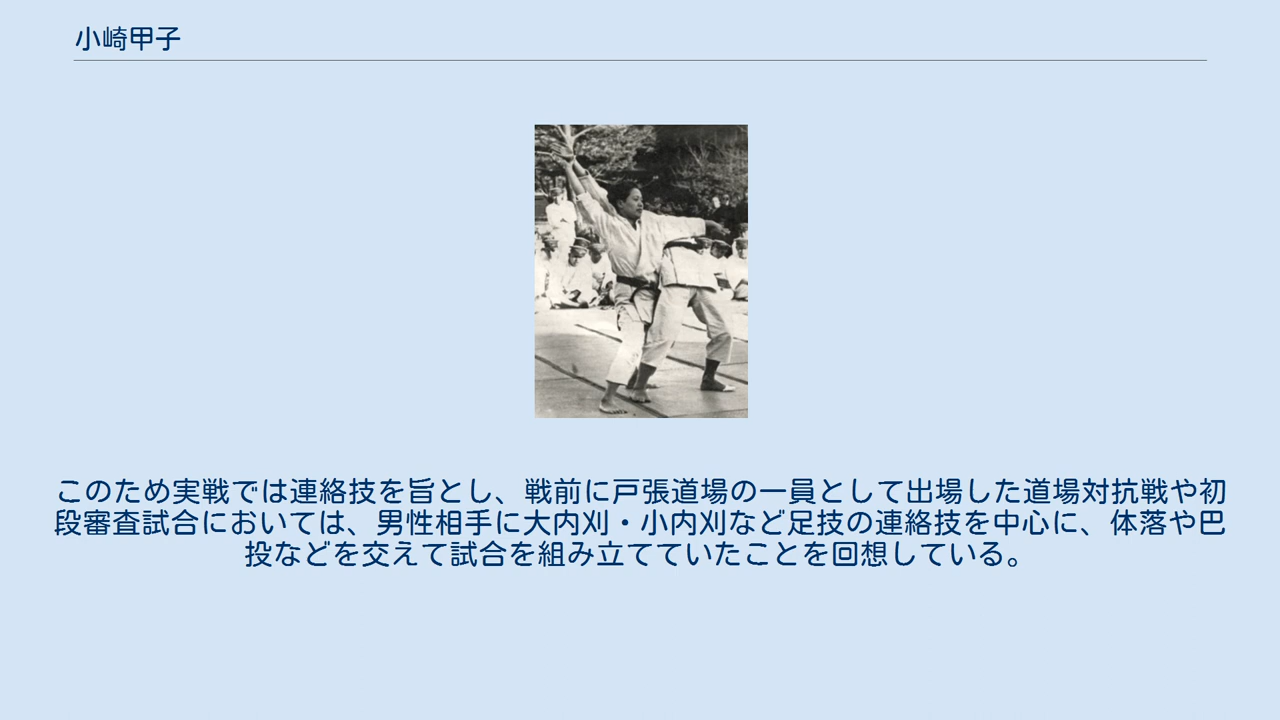 小崎甲子
このため実戦では連絡技を旨とし、戦前に戸張道場の一員として出場した道場対抗戦や初
段審査試合においては、男性相手に大内刈・小内刈など足技の連絡技を中心に、体落や巴
投などを交えて試合を組み立てていたことを回想している。